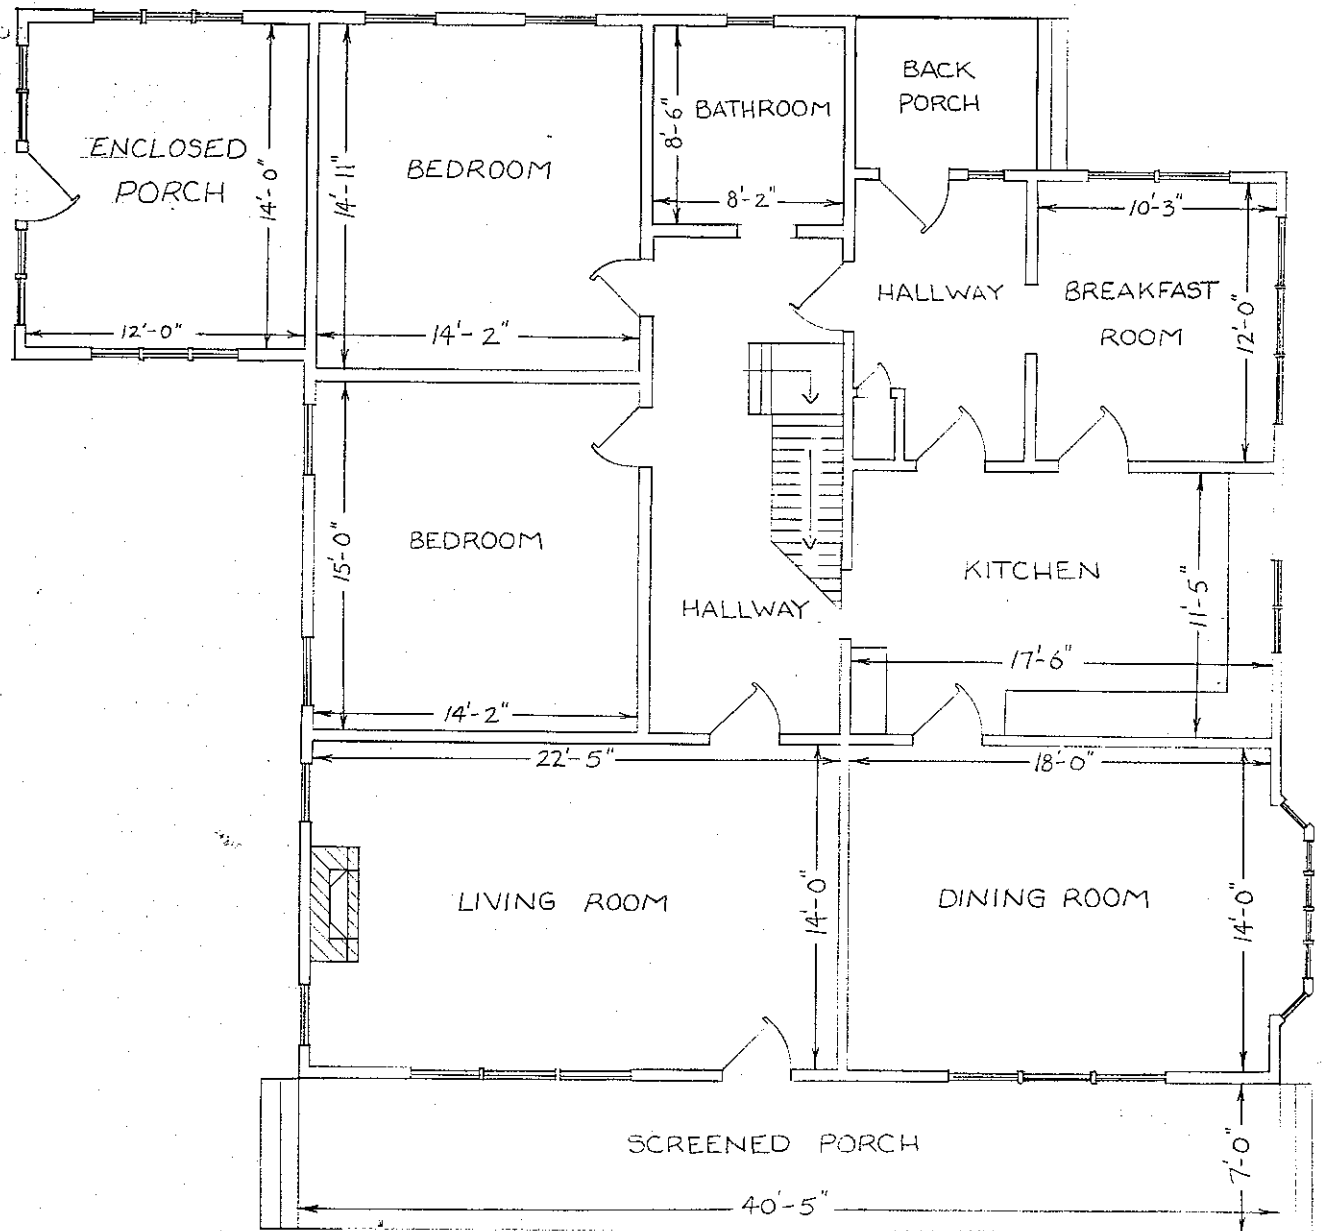 ENCLOSED
PORCH
14'-0"
12'-0"
BEDROOM
14'-11"
14'-2"
BATHROOM
8'-6"
8'-2"
BACK
PORCH
HALLWAY
BREAKFAST
ROOM
10'-3"
12'-0"
BEDROOM
15'-0"
14'-2"
HALLWAY
KITCHEN
11'-5"
17'-6"
LIVING ROOM
22'-5"
14'-0"
DINING ROOM
18'-0"
14'-0"
SCREENED PORCH
7'-0"
40'-5"